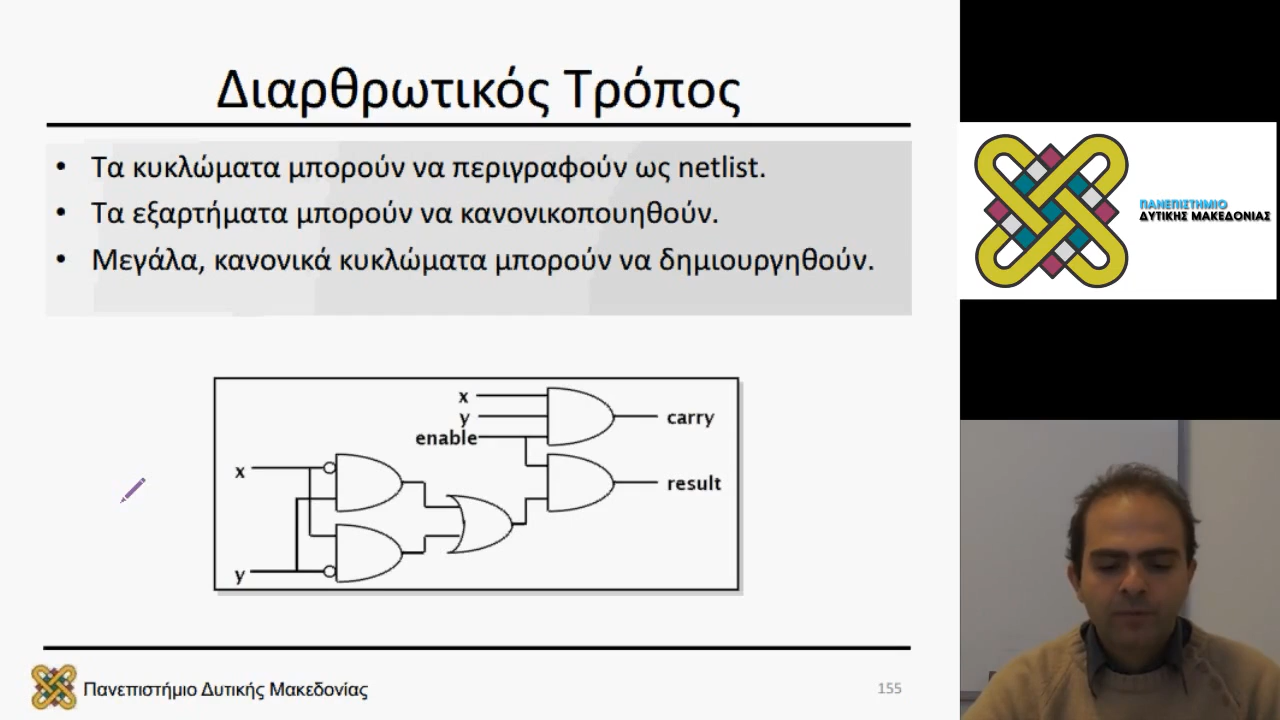 Διαρθρωτικός Τρόπος
• Τα κυκλώματα μπορούν να περιγραφούν ως netlist.
• Τα εξαρτήματα μπορούν να κανονικοπουηθούν.
• Μεγάλα, κανονικά κυκλώματα μπορούν να δημιουργηθούν.
x
y
enable
carry
x
result
y
Πανεπιστήμιο Δυτικής Μακεδονίας
155
ΠΑΝΕΠΙΣΤΗΜΙΟ
ΔΥΤΙΚΗΣ ΜΑΚΕΔΟΝΙΑΣ